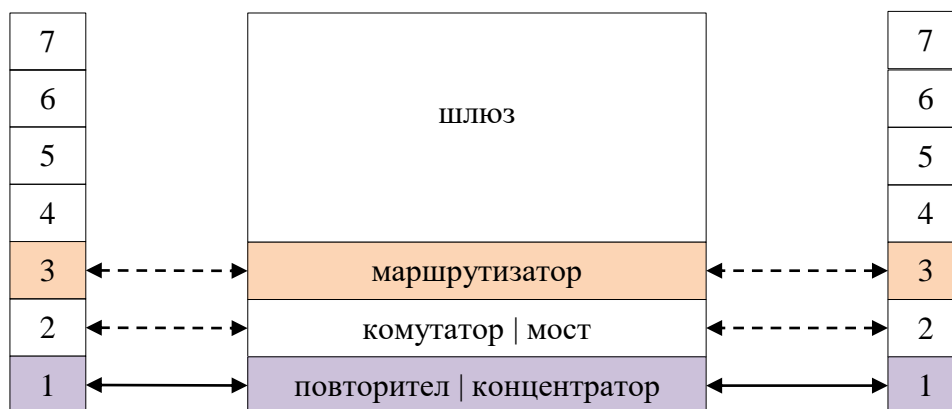 7 7
6 шлюз 6
5 5
4 4
3 маршрутизатор 3
2 комутатор | мост 2
1 повторител | концентратор 1